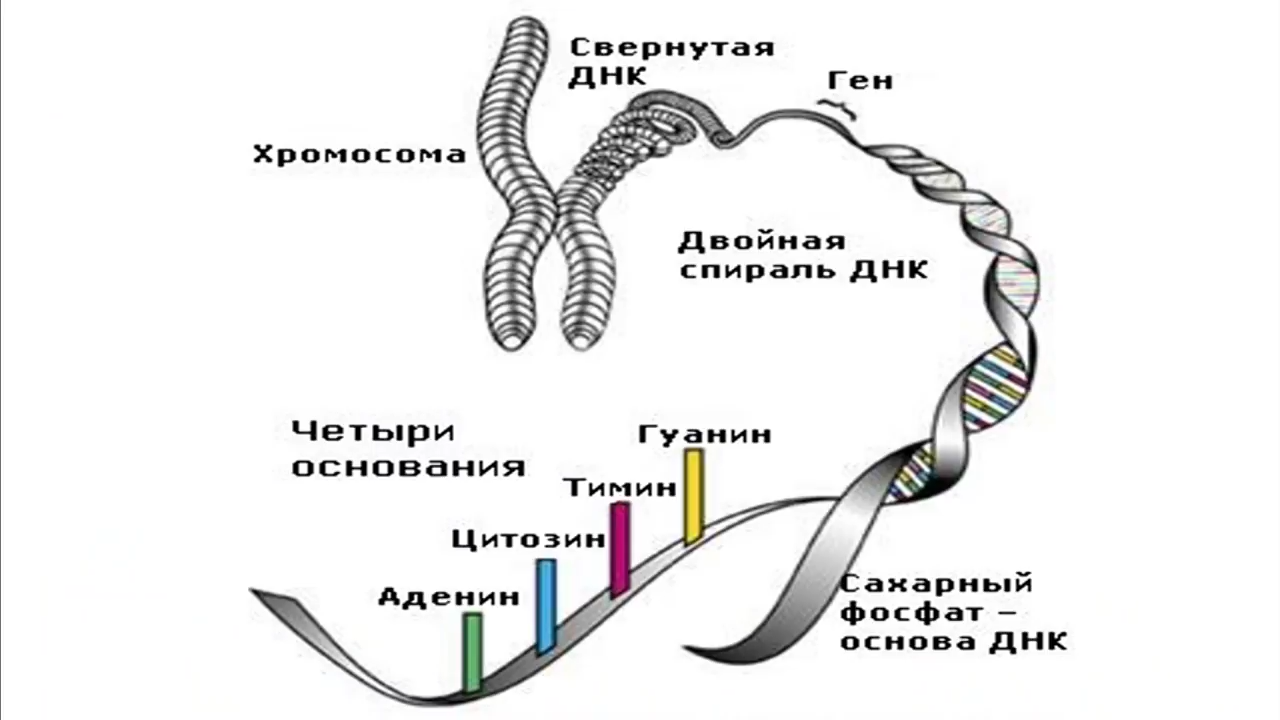 Свернутая
ДНК
Ген
Хромосома
Двойная
спираль ДНК
Четыри
основания
Гуанин
Тимин
Цитозин
Аденин
Сахарный
фосфат –
основа ДНК